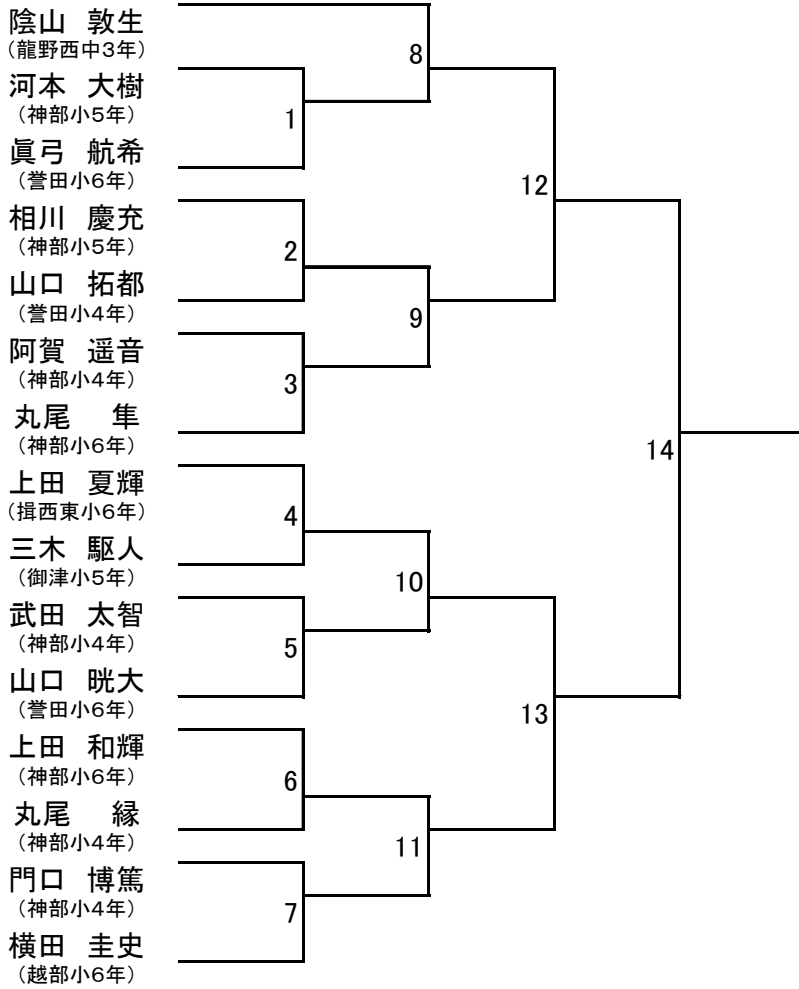 陰山 敦生
（龍野西中3年）
8
河本 大樹
（神部小5年）
1
眞弓 航希
（誉田小6年）
12
相川 慶充
（神部小5年）
2
山口 拓都
（誉田小4年）
9
阿賀 遥音
（神部小4年）
3
丸尾 隼
（神部小6年）
14
上田 夏輝
（揖西東小6年）
4
三木 駆人
（御津小5年）
10
武田 太智
（神部小4年）
5
山口 晄大
（誉田小6年）
13
上田 和輝
（神部小6年）
6
丸尾 縁
（神部小4年）
11
門口 博篤
（神部小4年）
7
横田 圭史
（越部小6年）